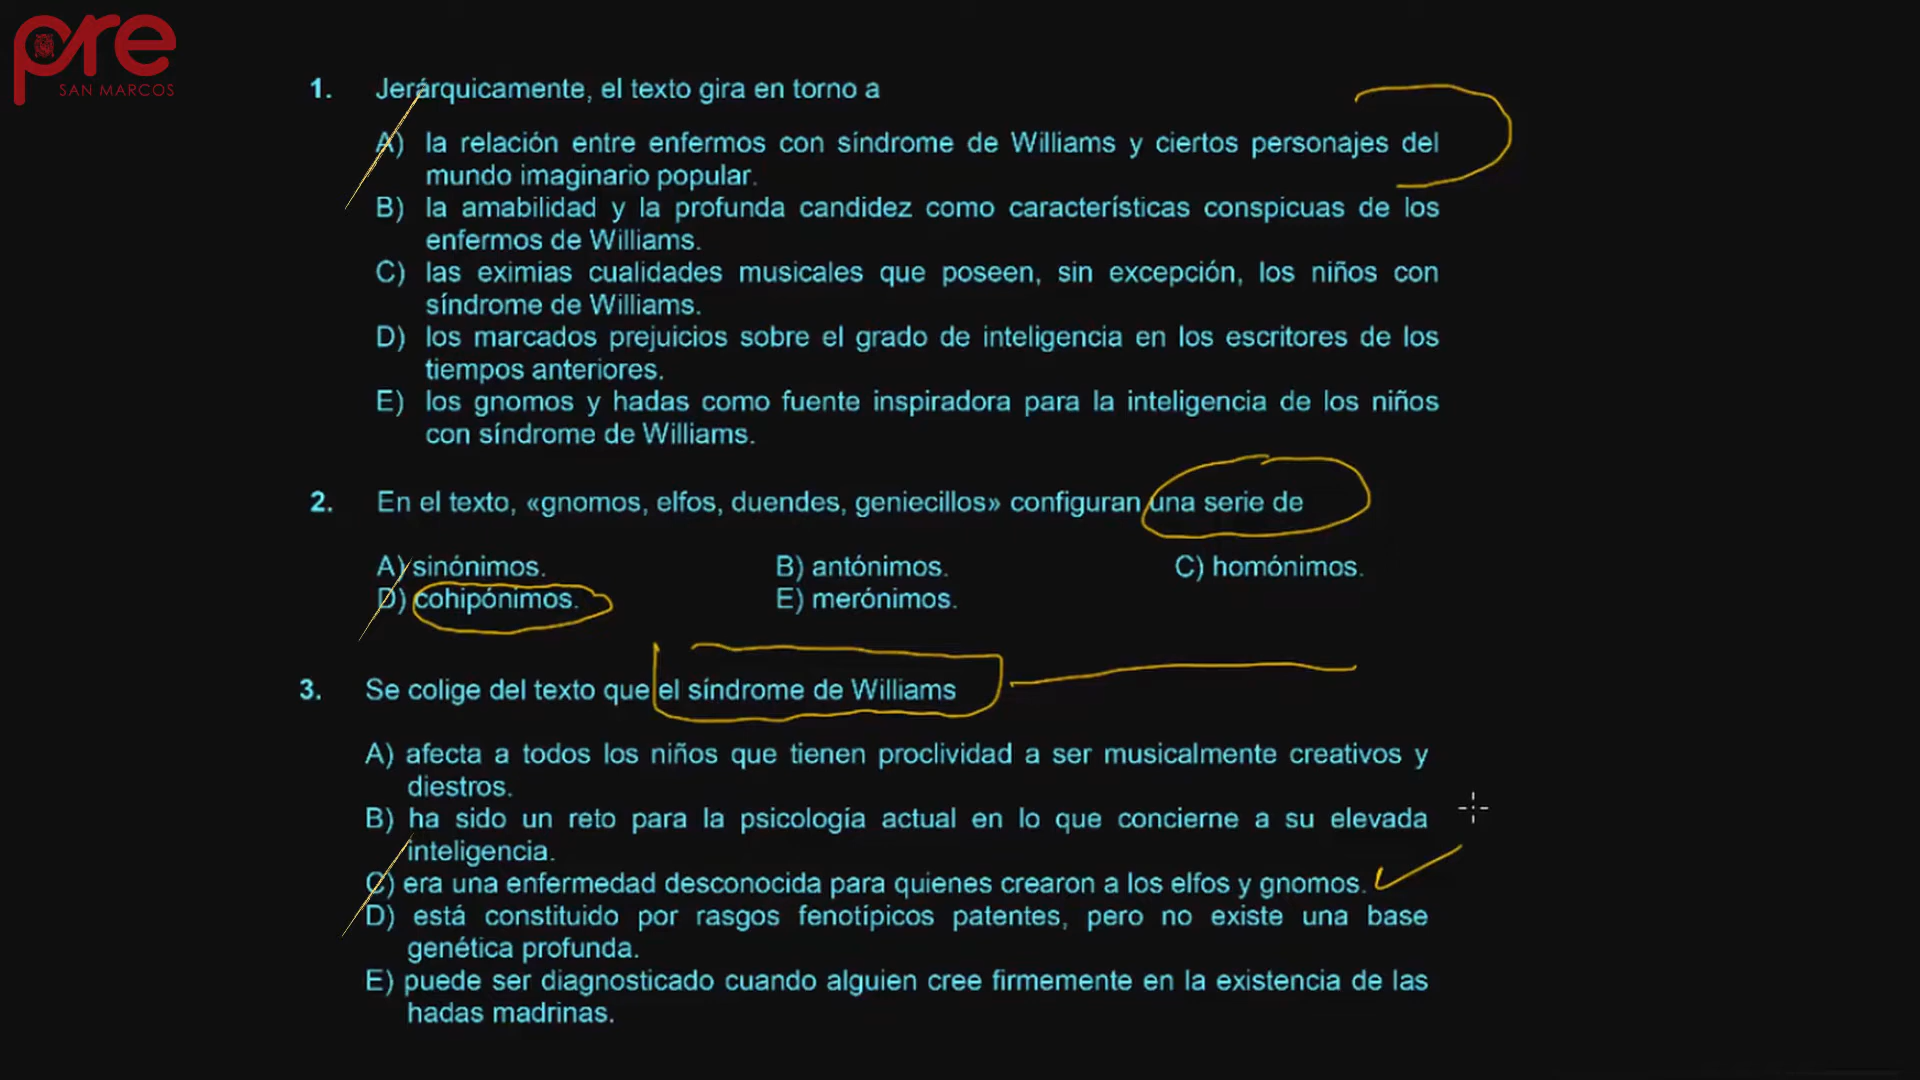 pre
SAN MARCOS
1. Jerárquicamente, el texto gira en torno a
A) la relación entre enfermos con síndrome de Williams y ciertos personajes del
mundo imaginario popular.
B) la amabilidad y la profunda candidez como características conspicuas de los
enfermos de Williams.
C) las eximias cualidades musicales que poseen, sin excepción, los niños con
síndrome de Williams.
D) los marcados prejuicios sobre el grado de inteligencia en los escritores de los
tiempos anteriores.
E) los gnomos y hadas como fuente inspiradora para la inteligencia de los niños
con síndrome de Williams.
2. En el texto, «gnomos, elfos, duendes, geniecillos» configuran una serie de
A) sinónimos. B) antónimos. C) homónimos.
D) cohipónimos. E) merónimos.
3. Se colige del texto que el síndrome de Williams
A) afecta a todos los niños que tienen proclividad a ser musicalmente creativos y
diestros.
B) ha sido un reto para la psicología actual en lo que concierne a su elevada
inteligencia.
C) era una enfermedad desconocida para quienes crearon a los elfos y gnomos.
D) está constituido por rasgos fenotípicos patentes, pero no existe una base
genética profunda.
E) puede ser diagnosticado cuando alguien cree firmemente en la existencia de las
hadas madrinas.